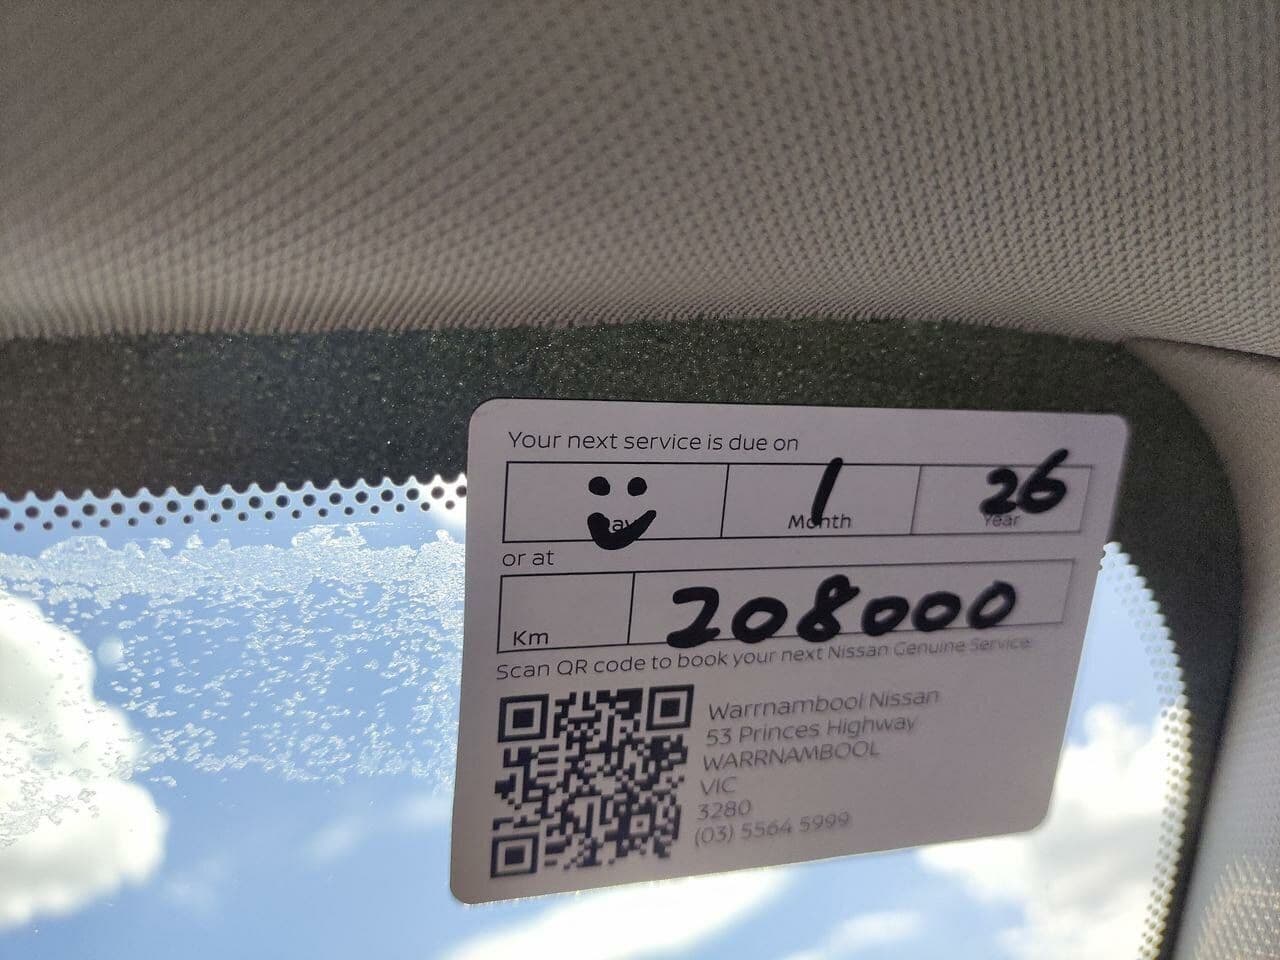 Your next service is due on
1 26
Day Month Year
or at
Km 208000
Scan QR code to book your next Nissan Genuine Service.
Warrnambool Nissan
53 Princes Highway
WARRNAMBOOL
VIC
3280
(03) 5564 5999